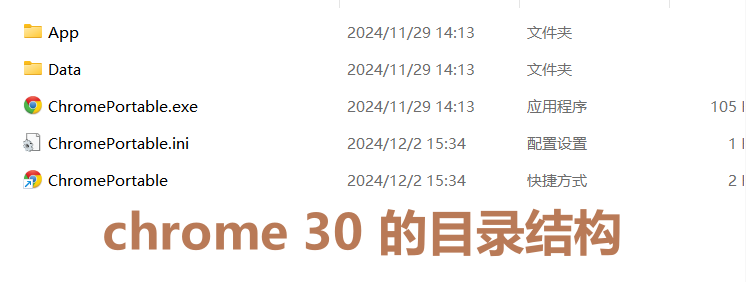 App 2024/11/29 14:13 文件夹
Data 2024/11/29 14:13 文件夹
ChromePortable.exe 2024/11/29 14:13 应用程序 105
ChromePortable.ini 2024/12/2 15:34 配置设置 1
ChromePortable 2024/12/2 15:34 快捷方式 2
chrome 30 的目录结构